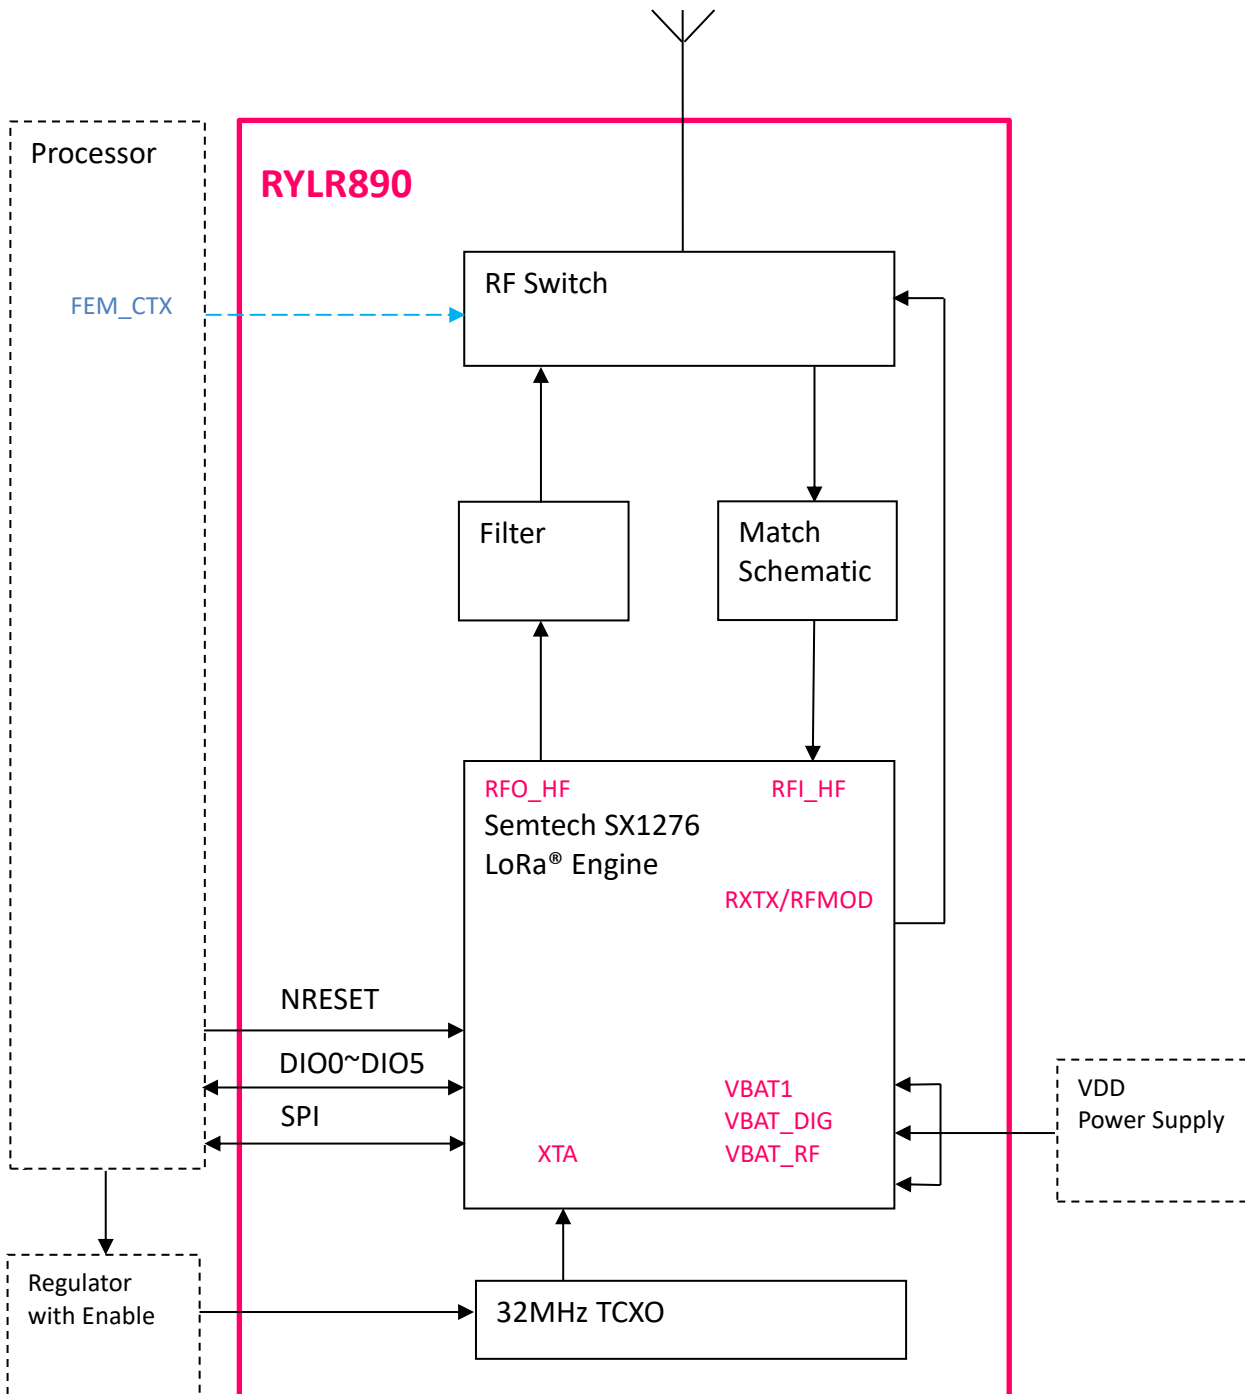 Processor
RYLR890
RF Switch
FEM_CTX
Filter
Match
Schematic
RFO_HF
RFI_HF
Semtech SX1276
LoRa® Engine
RXTX/RFMOD
NRESET
DIO0~DIO5
SPI
XTA
VBAT1
VBAT_DIG
VBAT_RF
VDD
Power Supply
Regulator
with Enable
32MHz TCXO